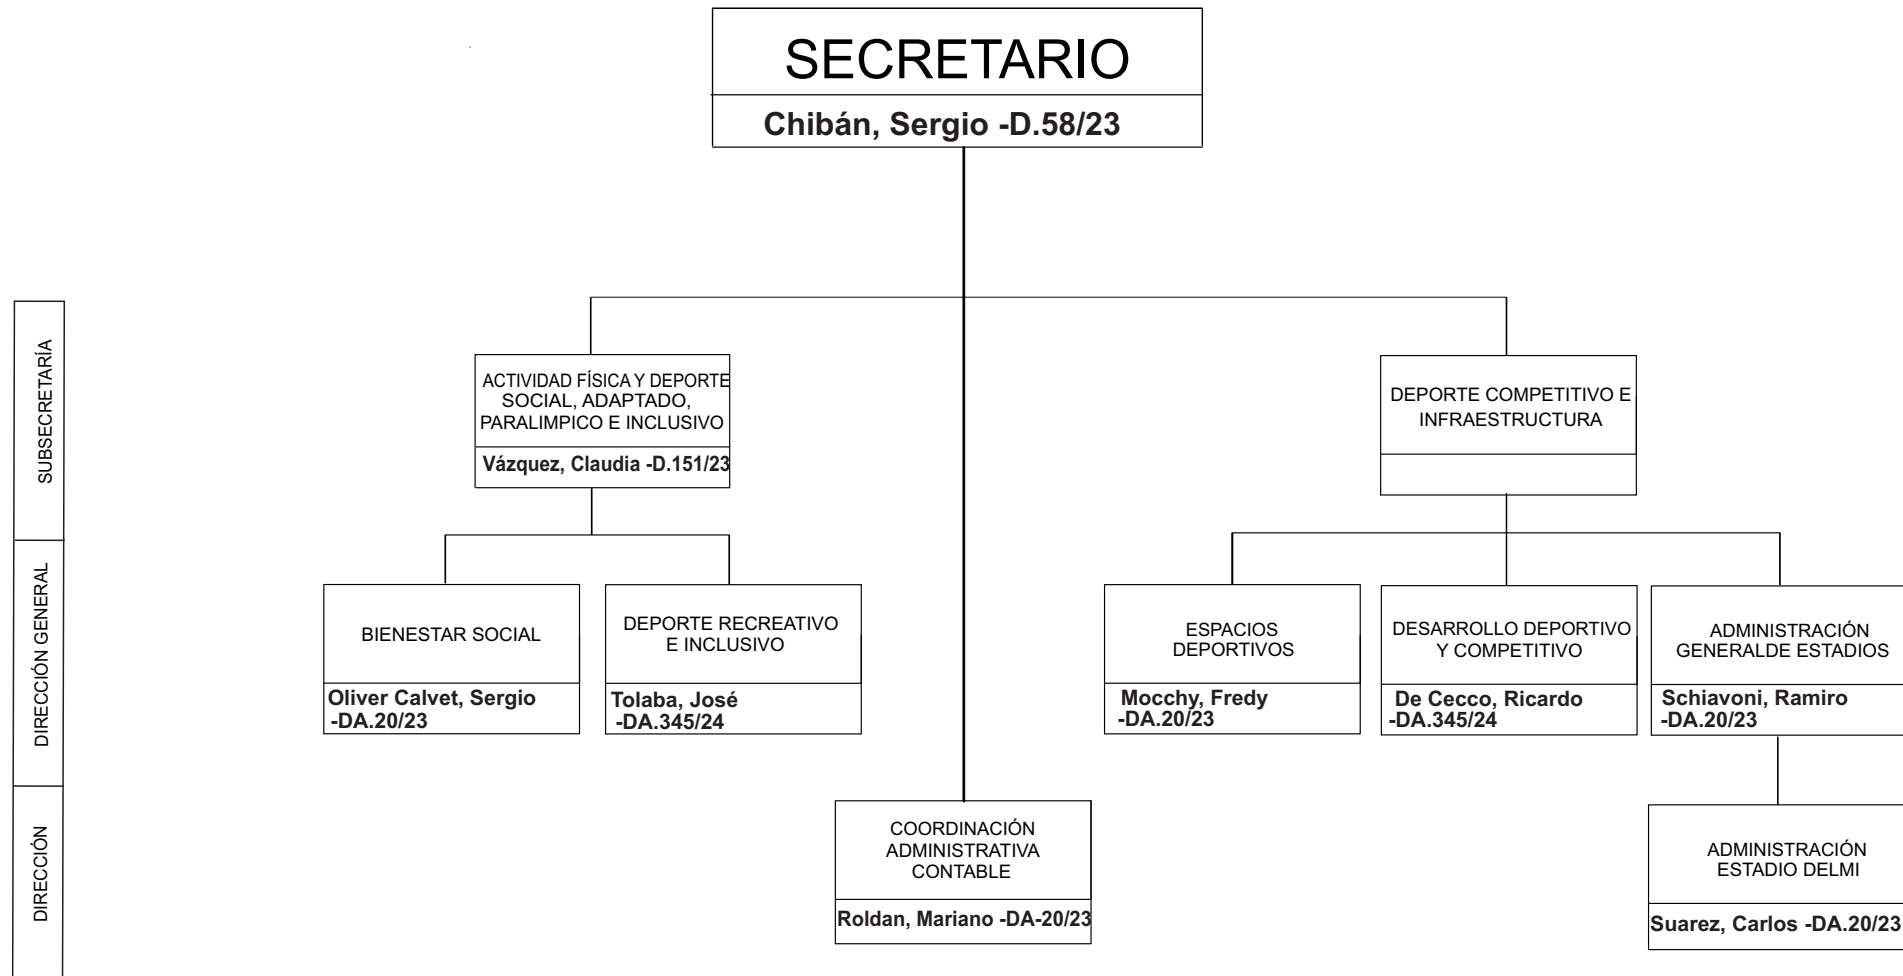 SECRETARIO
Chibán, Sergio -D.58/23
SUBSECRETARÍA
ACTIVIDAD FÍSICA Y DEPORTE
SOCIAL, ADAPTADO,
PARALIMPICO E INCLUSIVO
Vázquez, Claudia -D.151/23
DEPORTE COMPETITIVO E
INFRAESTRUCTURA
DIRECCIÓN GENERAL
BIENESTAR SOCIAL
Oliver Calvet, Sergio
-DA.20/23
DEPORTE RECREATIVO
E INCLUSIVO
Tolaba, José
-DA.345/24
ESPACIOS
DEPORTIVOS
Mocchy, Fredy
-DA.20/23
DESARROLLO DEPORTIVO
Y COMPETITIVO
De Cecco, Ricardo
-DA.345/24
ADMINISTRACIÓN
GENERALDE ESTADIOS
Schiavoni, Ramiro
-DA.20/23
DIRECCIÓN
COORDINACIÓN
ADMINISTRATIVA
CONTABLE
Roldan, Mariano -DA-20/23
ADMINISTRACIÓN
ESTADIO DELMI
Suarez, Carlos -DA.20/23